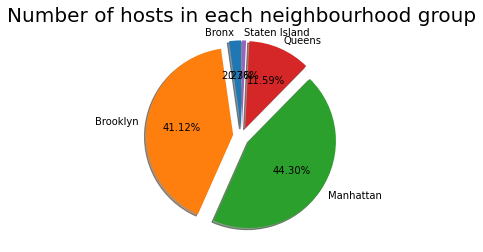 Number of hosts in each neighbourhood group
Bronx
Staten Island
Queens
11.59%
Brooklyn
41.12%
44.30%
Manhattan